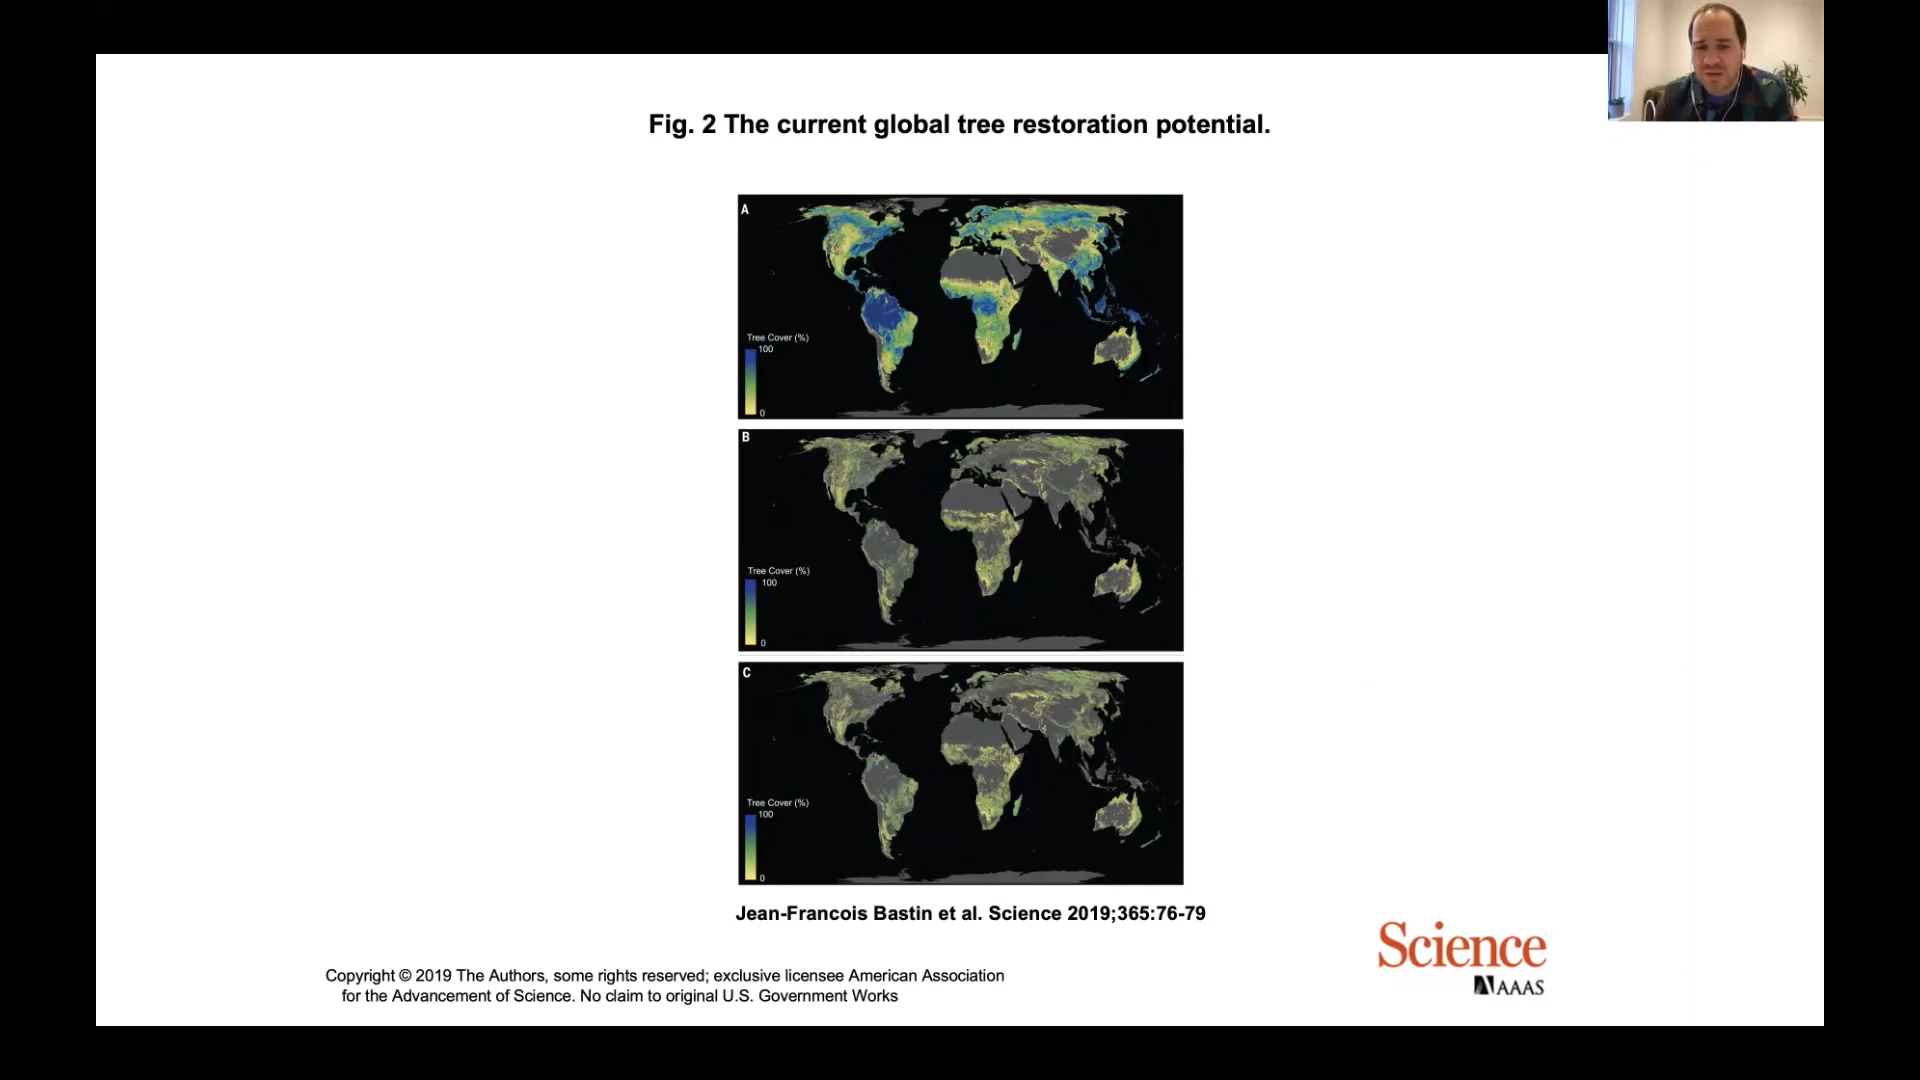 Fig. 2 The current global tree restoration potential.
A
Tree Cover (%)
100
0
B
Tree Cover (%)
100
0
C
Tree Cover (%)
100
0
Jean-Francois Bastin et al. Science 2019;365:76-79
Copyright © 2019 The Authors, some rights reserved; exclusive licensee American Association
for the Advancement of Science. No claim to original U.S. Government Works
Science
AAAS